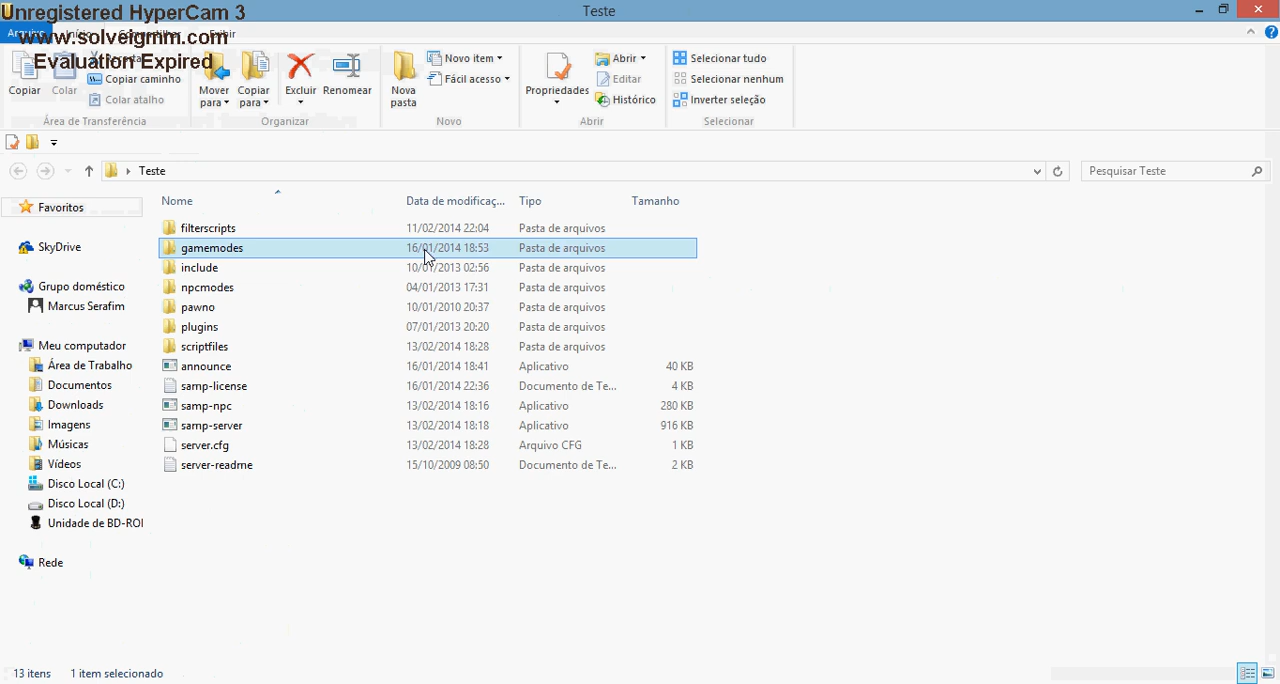 Unregistered HyperCam 3
www.solveigmm.com
Evaluation Expired
Teste
Exibir
Copiar
Colar
Copiar caminho
Colar atalho
Área de Transferência
Mover para
Copiar para
Excluir
Renomear
Organizar
Nova pasta
Novo item
Fácil acesso
Novo
Propriedades
Abrir
Editar
Histórico
Abrir
Selecionar tudo
Selecionar nenhum
Inverter seleção
Selecionar
Teste
Pesquisar Teste
Nome Data de modificaç... Tipo Tamanho
filterscripts 11/02/2014 22:04 Pasta de arquivos
gamemodes 16/01/2014 18:53 Pasta de arquivos
include 10/01/2013 02:56 Pasta de arquivos
npcmodes 04/01/2013 17:31 Pasta de arquivos
pawno 10/01/2010 20:37 Pasta de arquivos
plugins 07/01/2013 20:20 Pasta de arquivos
scriptfiles 13/02/2014 18:28 Pasta de arquivos
announce 16/01/2014 18:41 Aplicativo 40 KB
samp-license 16/01/2014 22:36 Documento de Te... 4 KB
samp-npc 13/02/2014 18:16 Aplicativo 280 KB
samp-server 13/02/2014 18:18 Aplicativo 916 KB
server.cfg 13/02/2014 18:28 Arquivo CFG 1 KB
server-readme 15/10/2009 08:50 Documento de Te... 2 KB
Favoritos
SkyDrive
Grupo doméstico
Marcus Serafim
Meu computador
Área de Trabalho
Documentos
Downloads
Imagens
Músicas
Vídeos
Disco Local (C:)
Disco Local (D:)
Unidade de BD-RO
Rede
13 itens 1 item selecionado